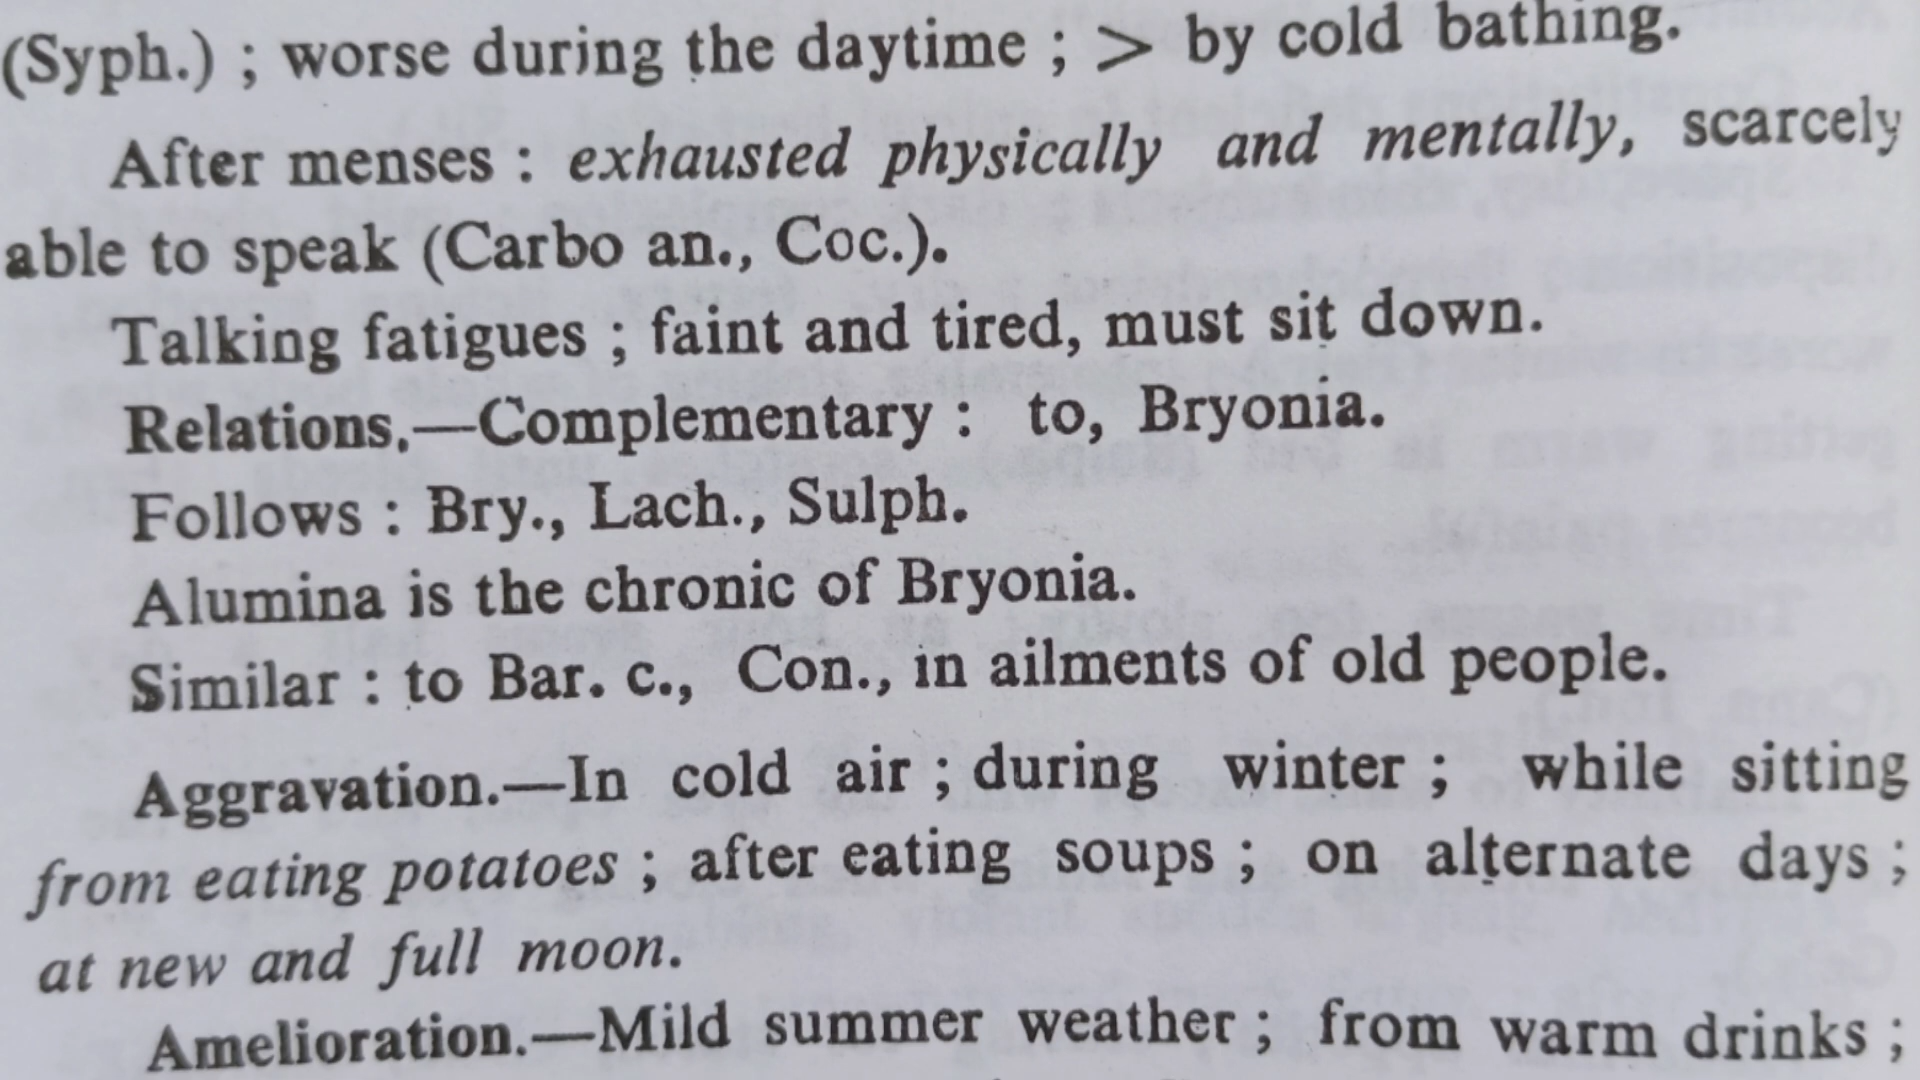 (Syph.) ; worse during the daytime ; > by cold bathing.
After menses : exhausted physically and mentally, scarcely
able to speak (Carbo an., Coc.).
Talking fatigues ; faint and tired, must sit down.
Relations.—Complementary : to, Bryonia.
Follows : Bry., Lach., Sulph.
Alumina is the chronic of Bryonia.
Similar : to Bar. c., Con., in ailments of old people.
Aggravation.—In cold air ; during winter ; while sitting
from eating potatoes ; after eating soups ; on alternate days ;
at new and full moon.
Amelioration.—Mild summer weather ; from warm drinks ;